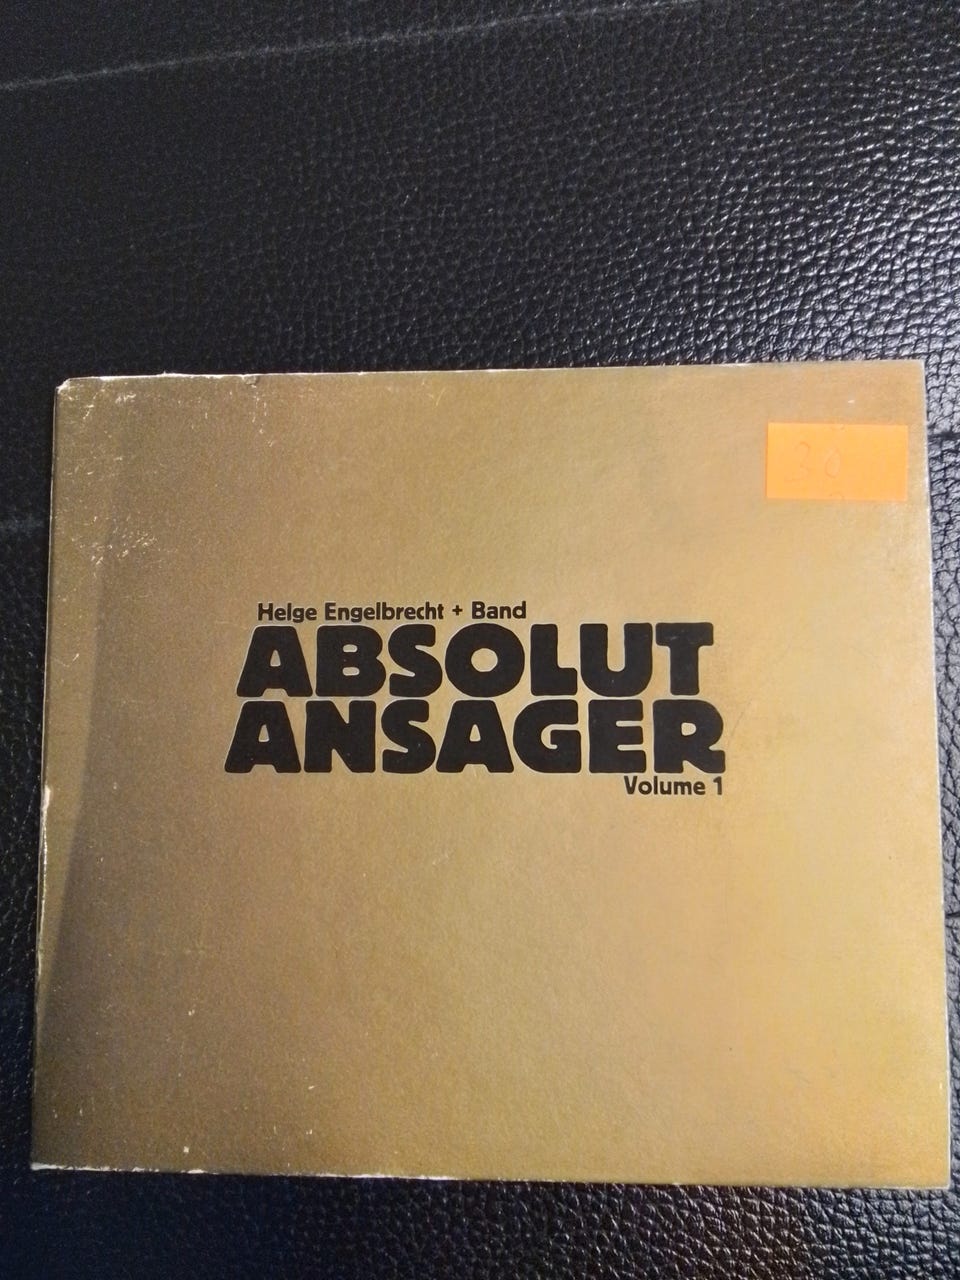 30
Helge Engelbrecht + Band
ABSOLUT
ANSAGER
Volume 1